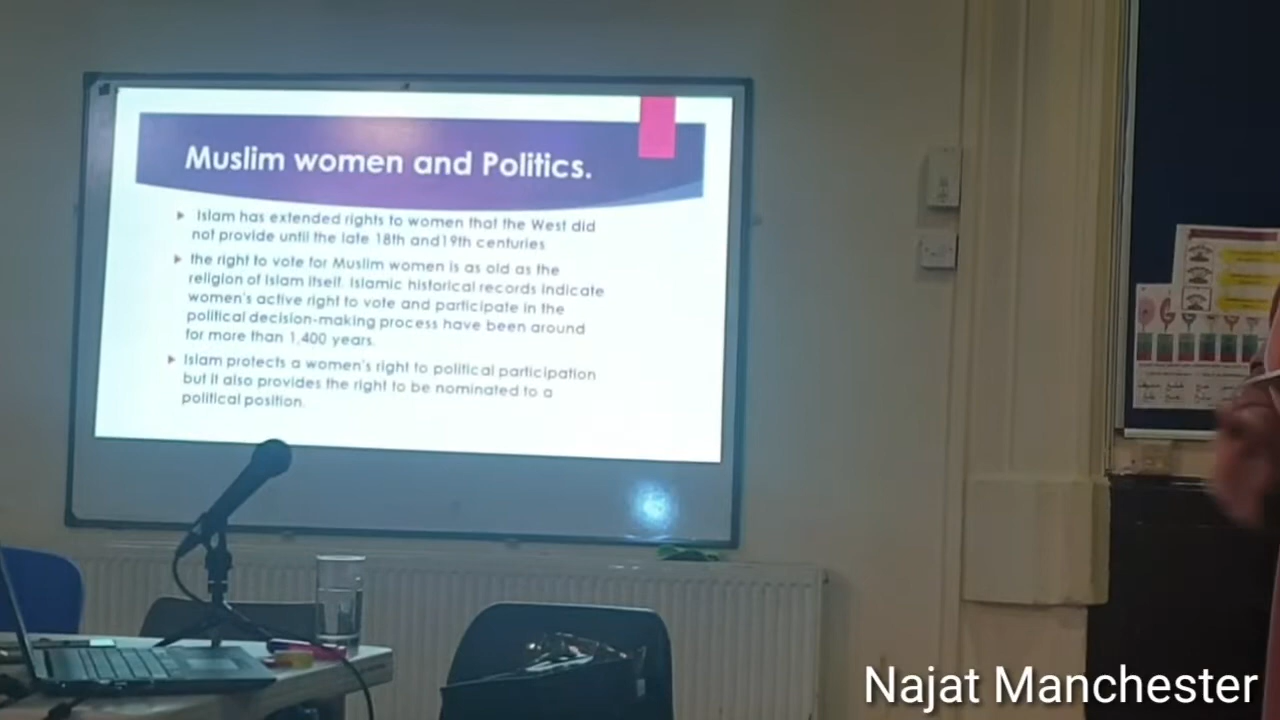 Muslim women and Politics.
Islam has extended rights to women that the West did
not provide until the late 18th and19th centuries
the right to vote for Muslim women is as old as the
religion of Islam itself. Islamic historical records indicate
women's active right to vote and participate in the
political decision-making process have been around
for more than 1,400 years.
Islam protects a women's right to political participation
but it also provides the right to be nominated to a
political position.
Najat Manchester